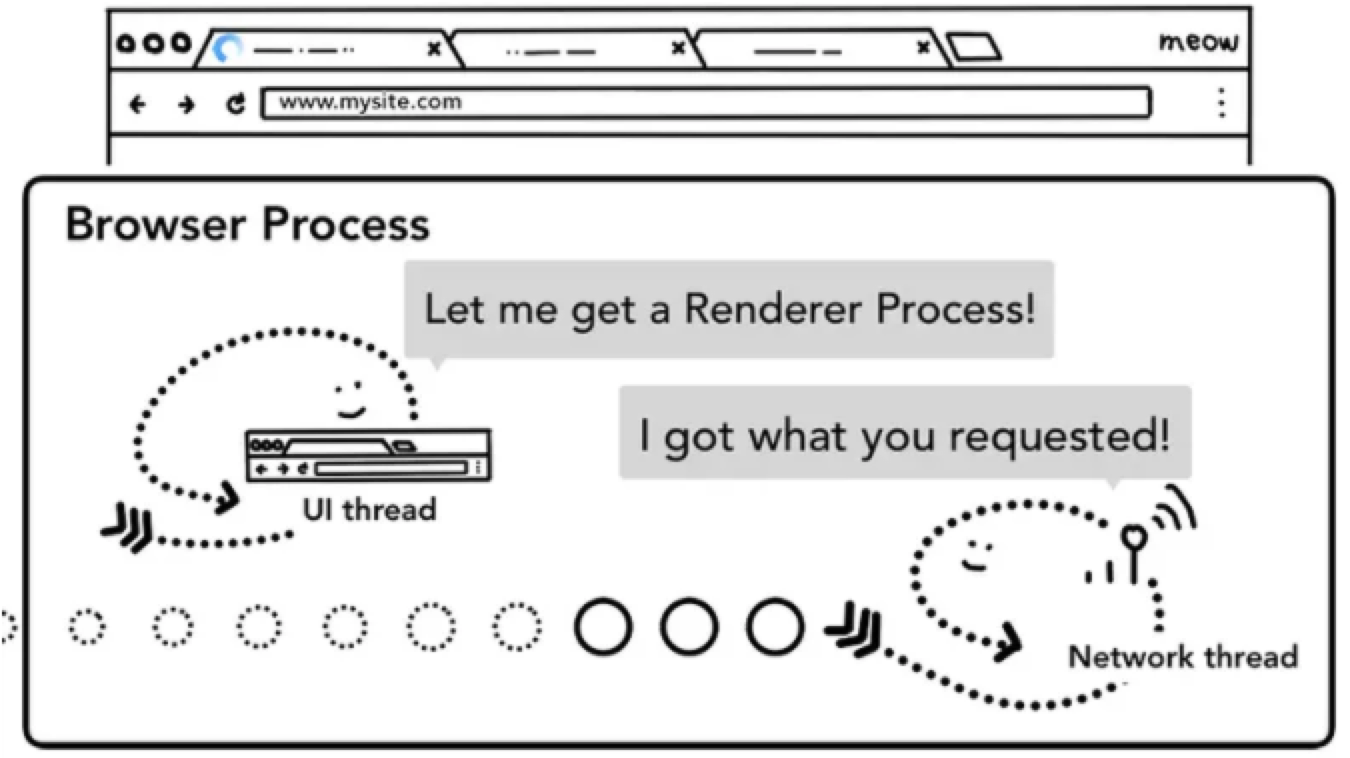 meow
www.mysite.com
Browser Process
Let me get a Renderer Process!
I got what you requested!
UI thread
Network thread